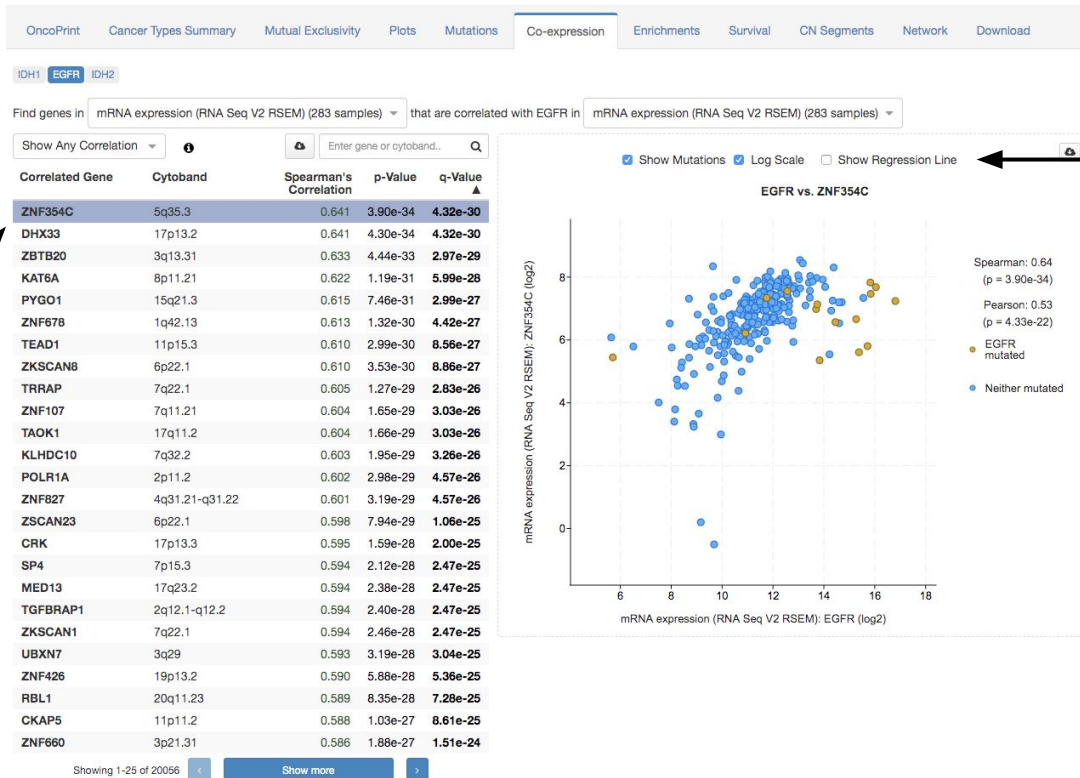 OncoPrint Cancer Types Summary Mutual Exclusivity Plots Mutations Co-expression Enrichments Survival CN Segments Network Download
IDH1 EGFR IDH2
Find genes in mRNA expression (RNA Seq V2 RSEM) (283 samples) that are correlated with EGFR in mRNA expression (RNA Seq V2 RSEM) (283 samples)
Show Any Correlation Enter gene or cytoband..
Correlated Gene Cytoband Spearman's Correlation p-Value q-Value
ZNF354C 5q35.3 0.641 3.90e-34 4.32e-30
DHX33 17p13.2 0.641 4.30e-34 4.32e-30
ZBTB20 3q13.31 0.633 4.44e-33 2.97e-29
KAT6A 8p11.21 0.622 1.19e-31 5.99e-28
PYGO1 15q21.3 0.615 7.46e-31 2.99e-27
ZNF678 1q42.13 0.613 1.32e-30 4.42e-27
TEAD1 11p15.3 0.610 2.99e-30 8.56e-27
ZKSCAN8 6p22.1 0.610 3.53e-30 8.86e-27
TRRAP 7q22.1 0.605 1.27e-29 2.83e-26
ZNF107 7q11.21 0.604 1.65e-29 3.03e-26
TAOK1 17q11.2 0.604 1.66e-29 3.03e-26
KLHDC10 7q32.2 0.603 1.95e-29 3.26e-26
POLR1A 2p11.2 0.602 2.98e-29 4.57e-26
ZNF827 4q31.21-q31.22 0.601 3.19e-29 4.57e-26
ZSCAN23 6p22.1 0.598 7.94e-29 1.06e-25
CRK 17p13.3 0.595 1.59e-28 2.00e-25
SP4 7p15.3 0.594 2.12e-28 2.47e-25
MED13 17q23.2 0.594 2.38e-28 2.47e-25
TGFBRAP1 2q12.1-q12.2 0.594 2.40e-28 2.47e-25
ZKSCAN1 7q22.1 0.594 2.46e-28 2.47e-25
UBXN7 3q29 0.593 3.19e-28 3.04e-25
ZNF426 19p13.2 0.590 5.88e-28 5.36e-25
RBL1 20q11.23 0.589 8.35e-28 7.28e-25
CKAP5 11p11.2 0.588 1.03e-27 8.61e-25
ZNF660 3p21.31 0.586 1.88e-27 1.51e-24
Showing 1-25 of 20056 Show more
Show Mutations Log Scale Show Regression Line
EGFR vs. ZNF354C
mRNA expression (RNA Seq V2 RSEM): ZNF354C (log2)
8
6
4
2
0
6 8 10 12 14 16 18
mRNA expression (RNA Seq V2 RSEM): EGFR (log2)
Spearman: 0.64
(p = 3.90e-34)
Pearson: 0.53
(p = 4.33e-22)
EGFR
mutated
Neither mutated